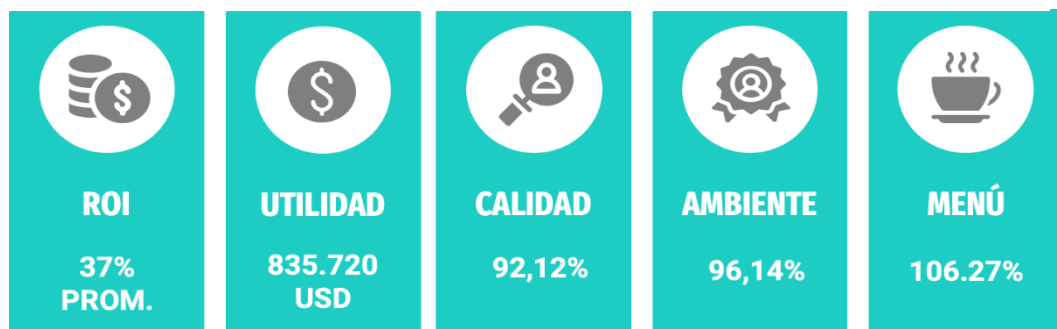 ROI
37%
PROM.
UTILIDAD
835.720
USD
CALIDAD
92,12%
AMBIENTE
96,14%
MENÚ
106.27%